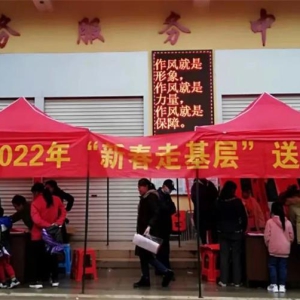 务 服 务 中
作风就是
形象，
作风就是
力量，
作风就是
保障。
2022年“新春走基层”送